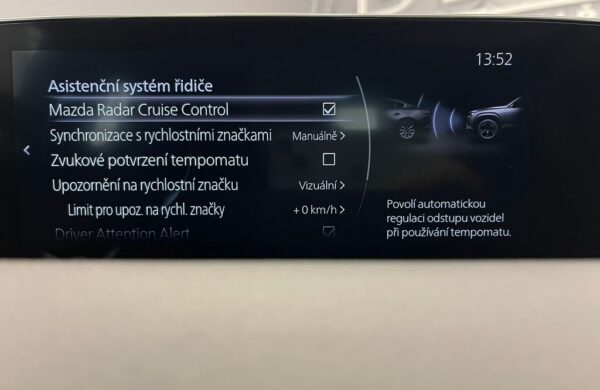 13:52
Asistenční systém řidiče
Mazda Radar Cruise Control
Synchronizace s rychlostními značkami Manuálně >
Zvukové potvrzení tempomatu
Upozornění na rychlostní značku Vizuální >
Limit pro upoz. na rychl. značky + 0 km/h >
Driver Attention Alert
Povolí automatickou
regulaci odstupu vozidel
při používání tempomatu.